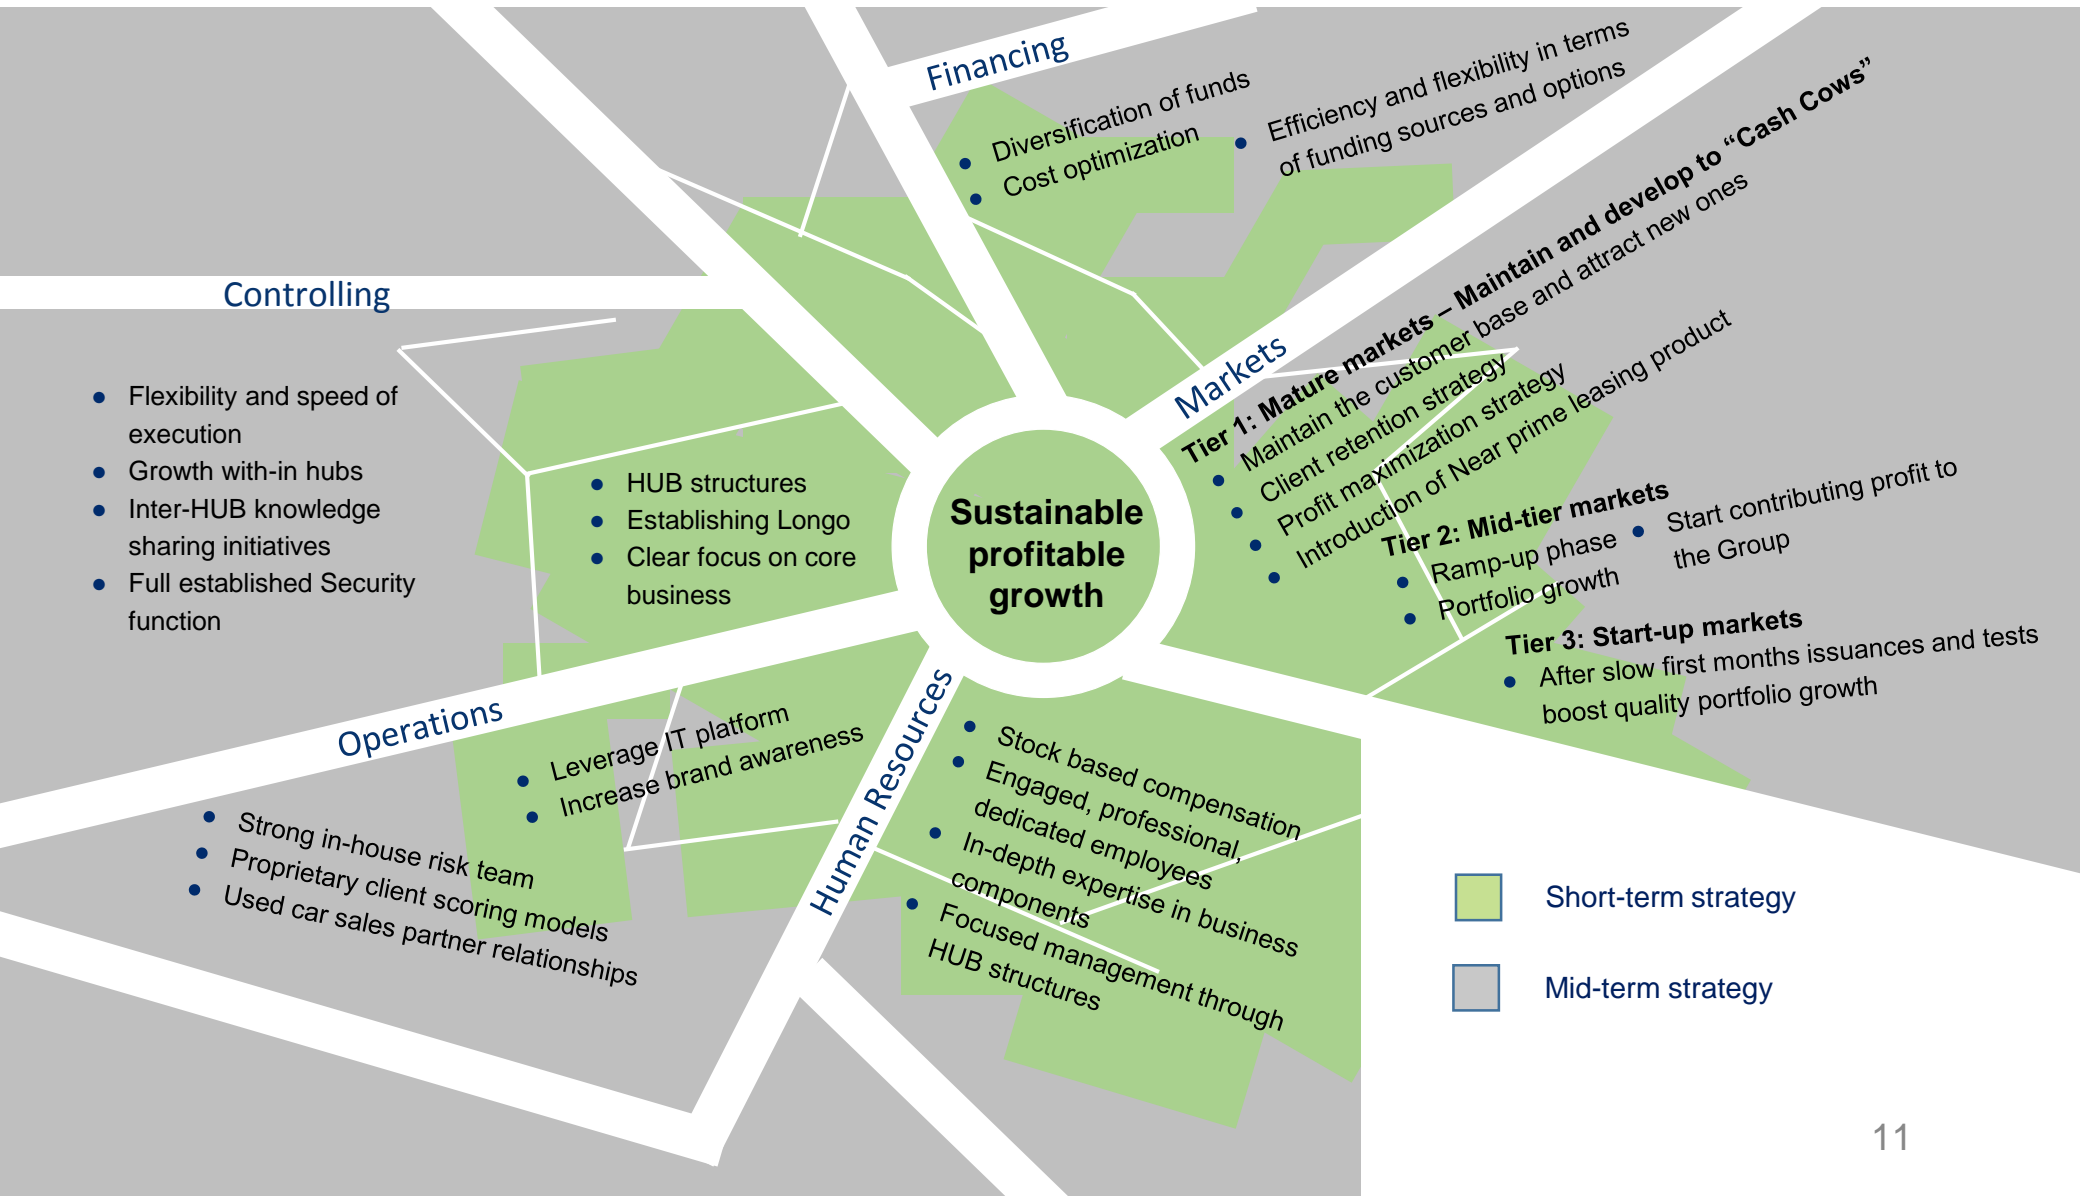 Financing
Diversification of funds
Cost optimization
Efficiency and flexibility in terms
of funding sources and options
Markets
Tier 1: Mature markets – Maintain and develop to “Cash Cows”
Maintain the customer base and attract new ones
Client retention strategy
Profit maximization strategy
Introduction of Near prime leasing product
Tier 2: Mid-tier markets
Ramp-up phase
Portfolio growth
Start contributing profit to
the Group
Tier 3: Start-up markets
After slow first months issuances and tests
boost quality portfolio growth
Controlling
Flexibility and speed of
execution
Growth with-in hubs
Inter-HUB knowledge
sharing initiatives
Full established Security
function
HUB structures
Establishing Longo
Clear focus on core
business
Sustainable
profitable
growth
Operations
Leverage IT platform
Increase brand awareness
Strong in-house risk team
Proprietary client scoring models
Used car sales partner relationships
Human Resources
Stock based compensation
Engaged, professional,
dedicated employees
In-depth expertise in business
components
Focused management through
HUB structures
Short-term strategy
Mid-term strategy
11